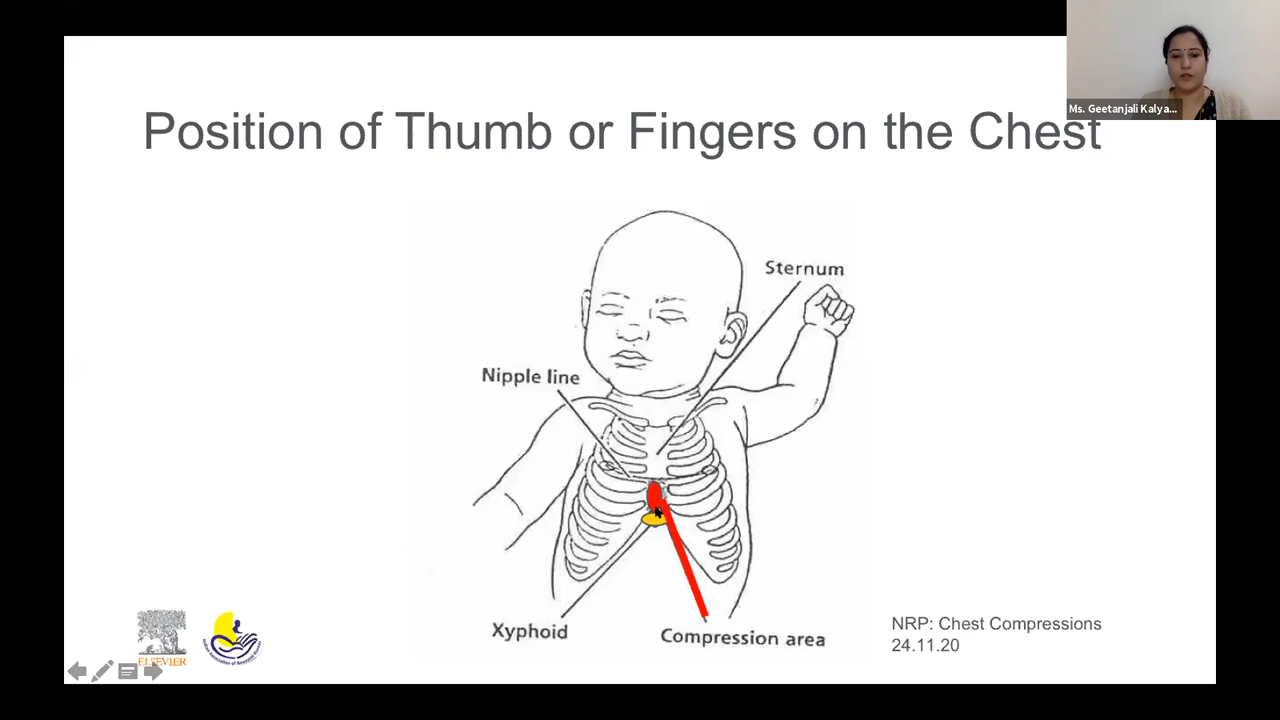 Ms. Geetanjali Kalya...
Position of Thumb or Fingers on the Chest
Sternum
Nipple line
Xyphoid
Compression area
NRP: Chest Compressions
24.11.20
ELSEVIER